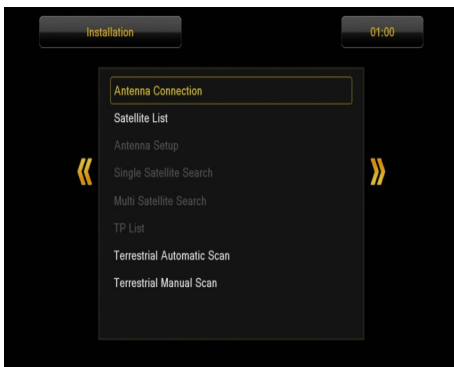 Installation
01:00
Antenna Connection
Satellite List
Antenna Setup
Single Satellite Search
Multi Satellite Search
TP List
Terrestrial Automatic Scan
Terrestrial Manual Scan